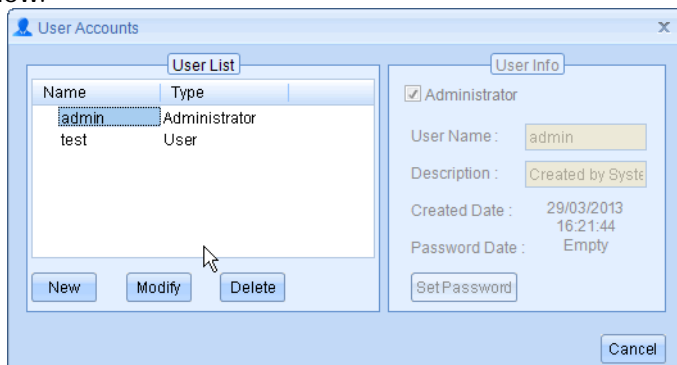 User Accounts
User List
Name Type
admin Administrator
test User
New Modify Delete
User Info
Administrator
User Name : admin
Description : Created by Syste
Created Date : 29/03/2013
16:21:44
Password Date : Empty
Set Password
Cancel